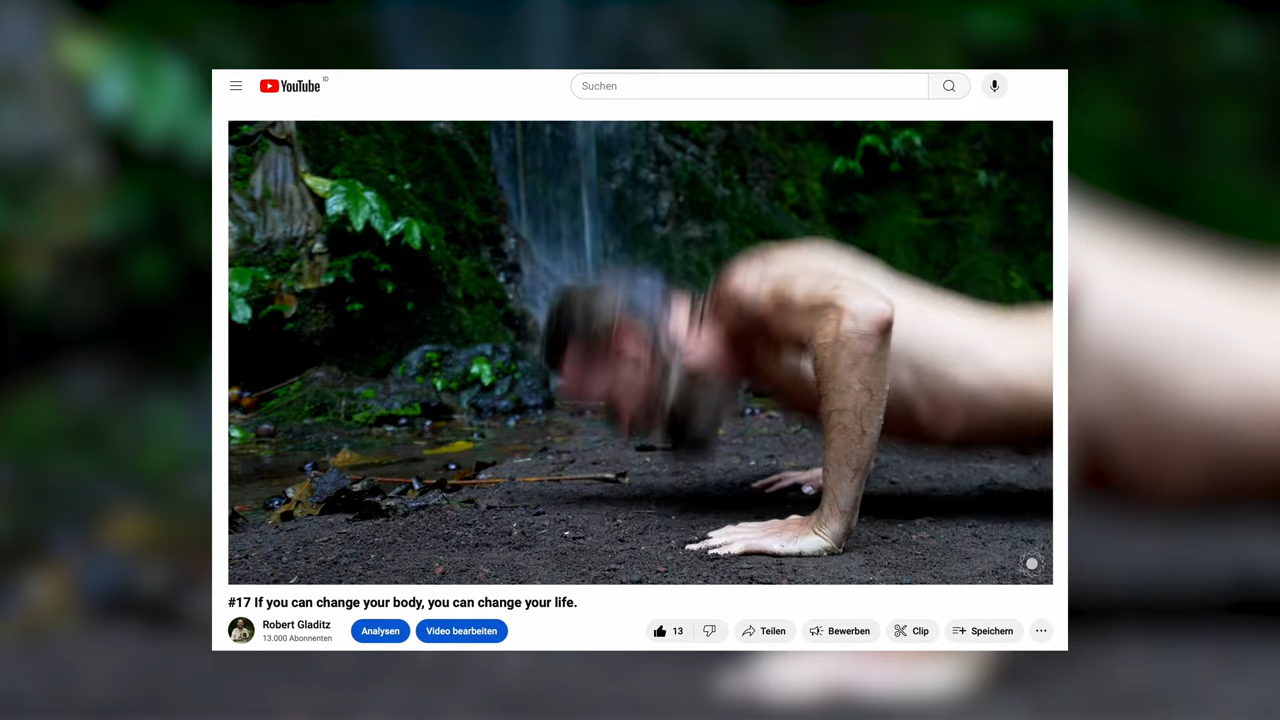 YouTube ID
Suchen
#17 If you can change your body, you can change your life.
Robert Gladitz
13.000 Abonnenten
Analysen
Video bearbeiten
13
Teilen
Bewerben
Clip
Speichern